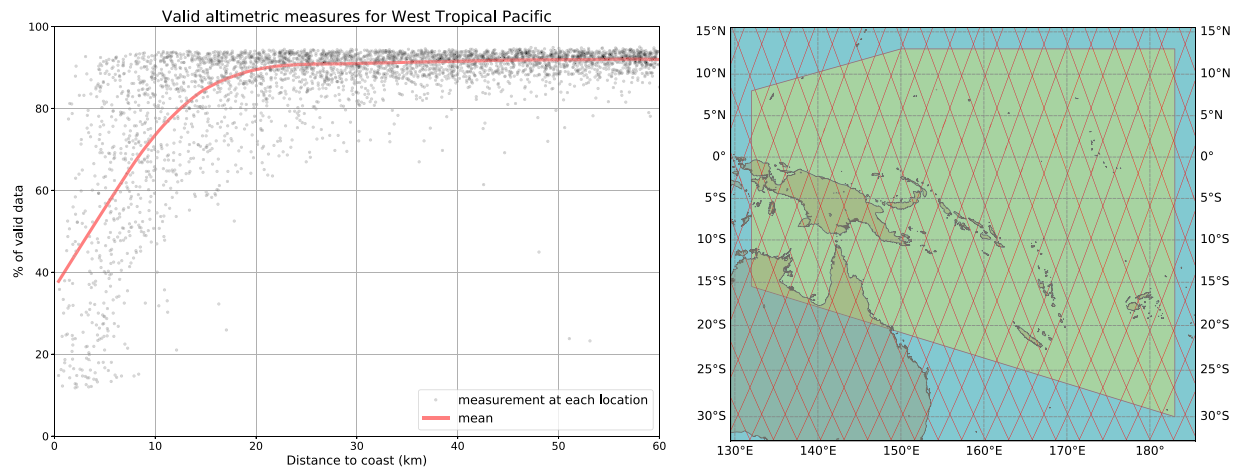 Valid altimetric measures for West Tropical Pacific
% of valid data
100
80
60
40
20
0
0 10 20 30 40 50 60
Distance to coast (km)
measurement at each location
mean
15°N 15°N
10°N 10°N
5°N 5°N
0° 0°
5°S 5°S
10°S 10°S
15°S 15°S
20°S 20°S
25°S 25°S
30°S 30°S
130°E 140°E 150°E 160°E 170°E 180°